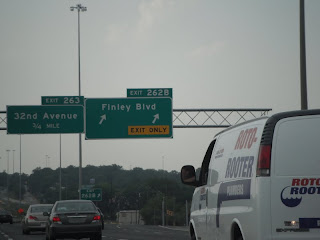 EXIT 263
32nd Avenue
3/4 MILE
EXIT 262B
Finley Blvd
EXIT ONLY
ROTO
ROOTER
ROTO
ROOTER